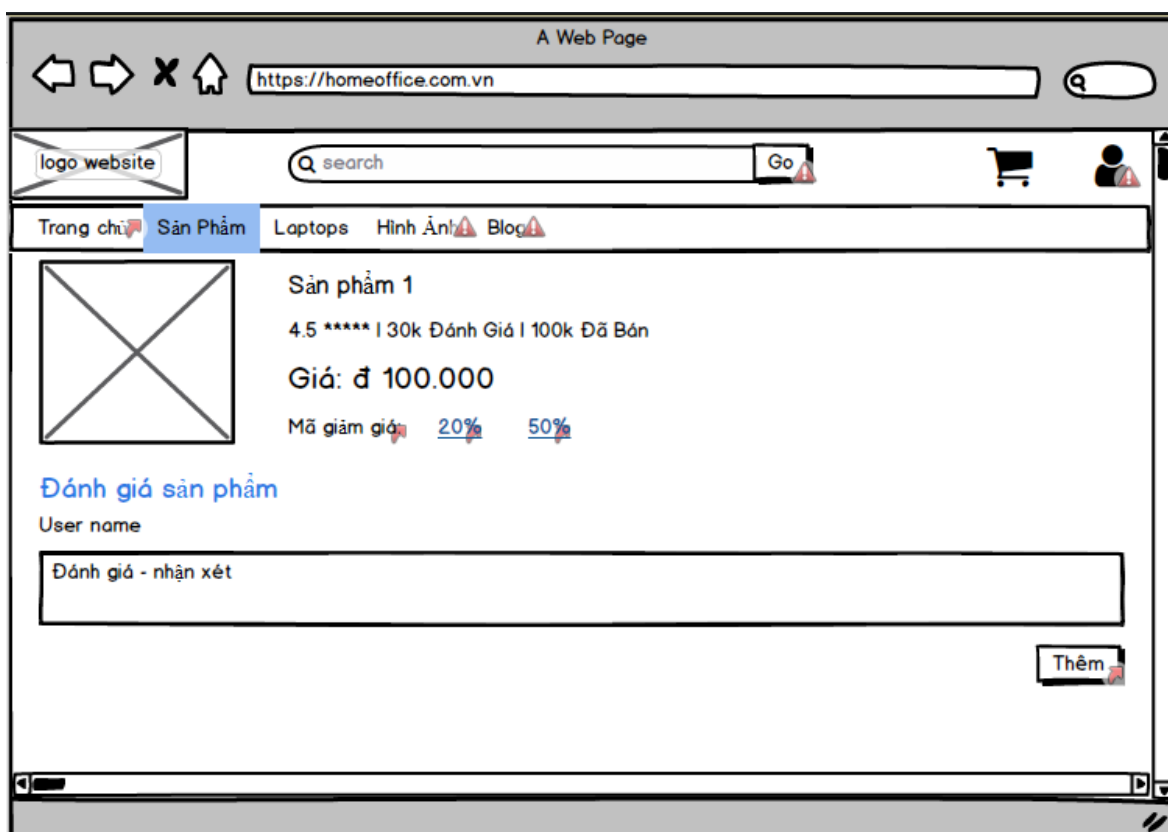 A Web Page
https://homeoffice.com.vn
logo website
search
Go
Trang chủ Sản Phẩm Laptops Hình Ảnh Blog
Sản phẩm 1
4.5 ***** | 30k Đánh Giá | 100k Đã Bán
Giá: đ 100.000
Mã giảm giá: 20% 50%
Đánh giá sản phẩm
User name
Đánh giá - nhận xét
Thêm